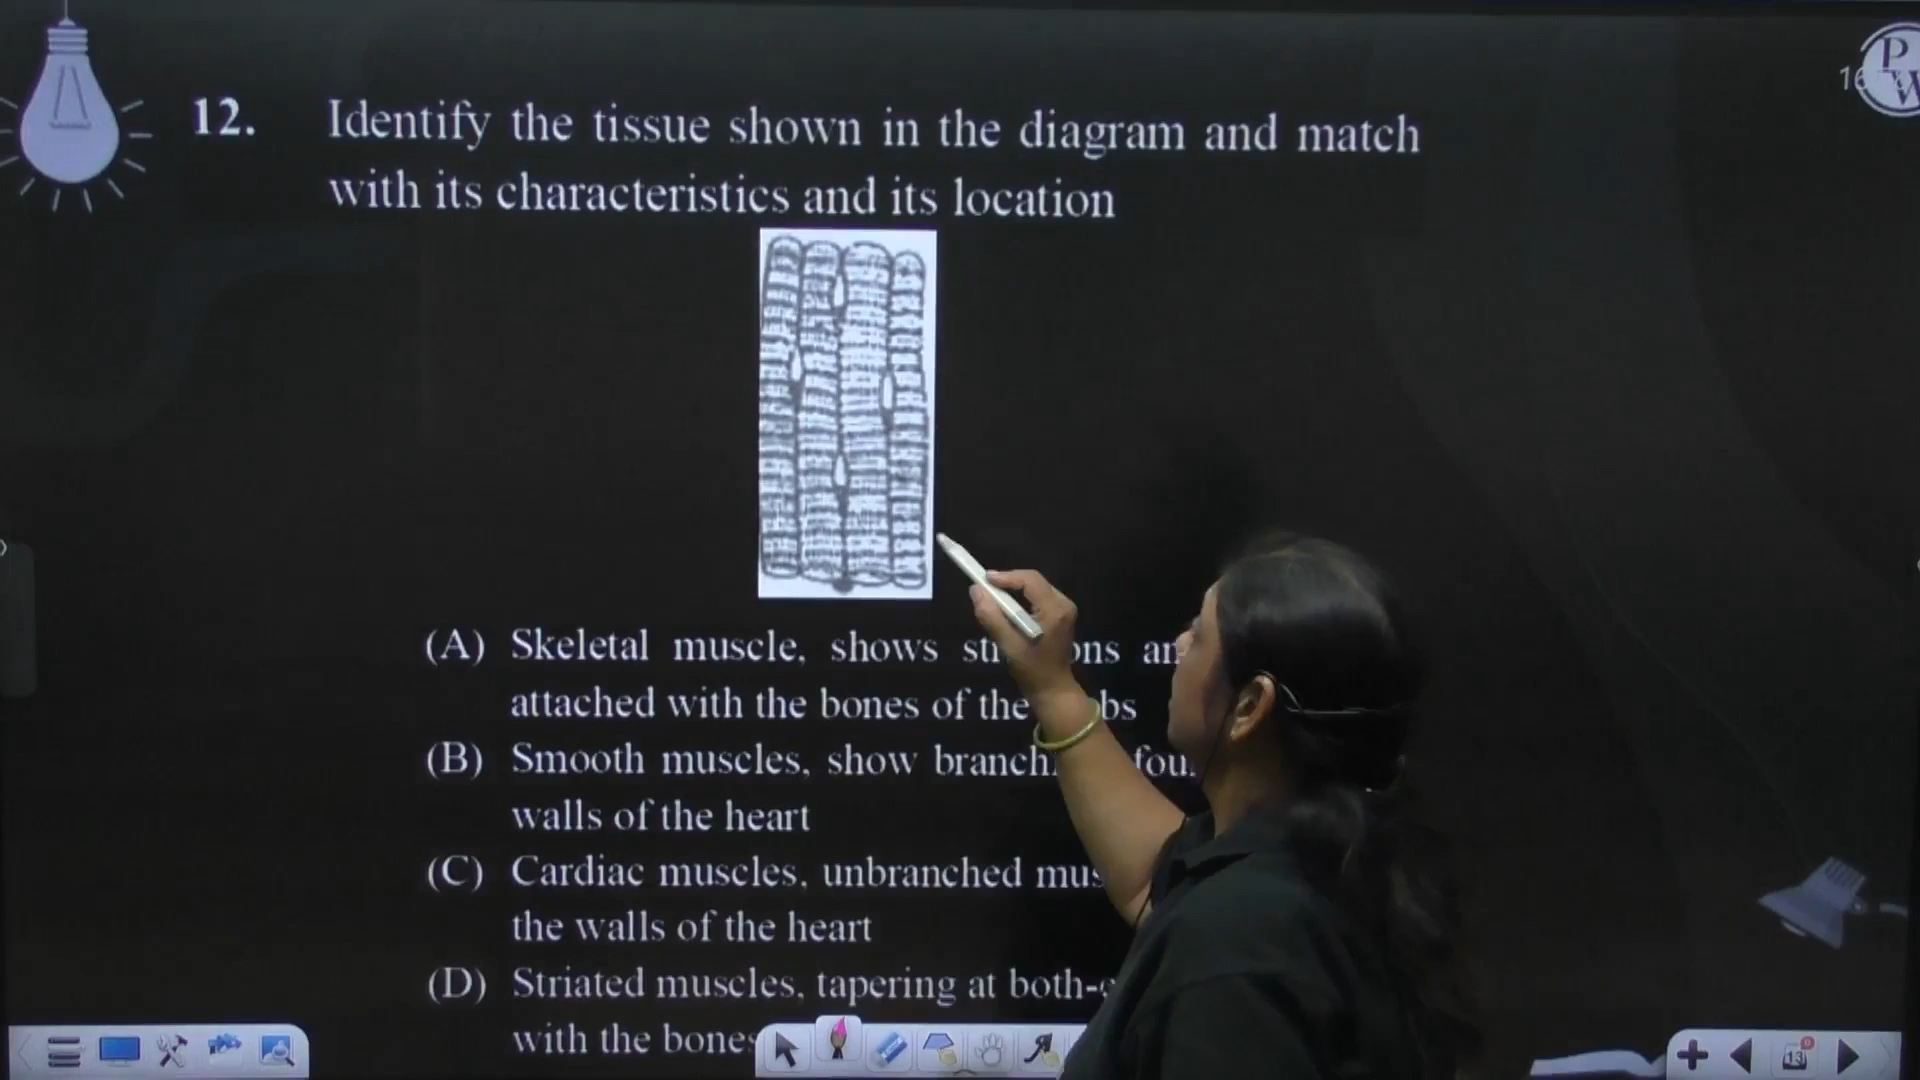 12. Identify the tissue shown in the diagram and match
with its characteristics and its location
(A) Skeletal muscle, shows
attached with the bones of the
(B) Smooth muscles, show
walls of the heart
(C) Cardiac muscles, unbranched
the walls of the heart
(D) Striated muscles, tapering at
with the bones
PW
13